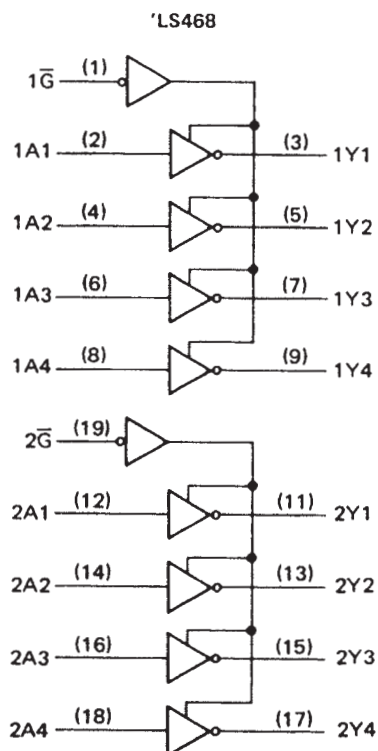 'LS468
1G̅ (1)
1A1 (2) (3) 1Y1
1A2 (4) (5) 1Y2
1A3 (6) (7) 1Y3
1A4 (8) (9) 1Y4
2G̅ (19)
2A1 (12) (11) 2Y1
2A2 (14) (13) 2Y2
2A3 (16) (15) 2Y3
2A4 (18) (17) 2Y4